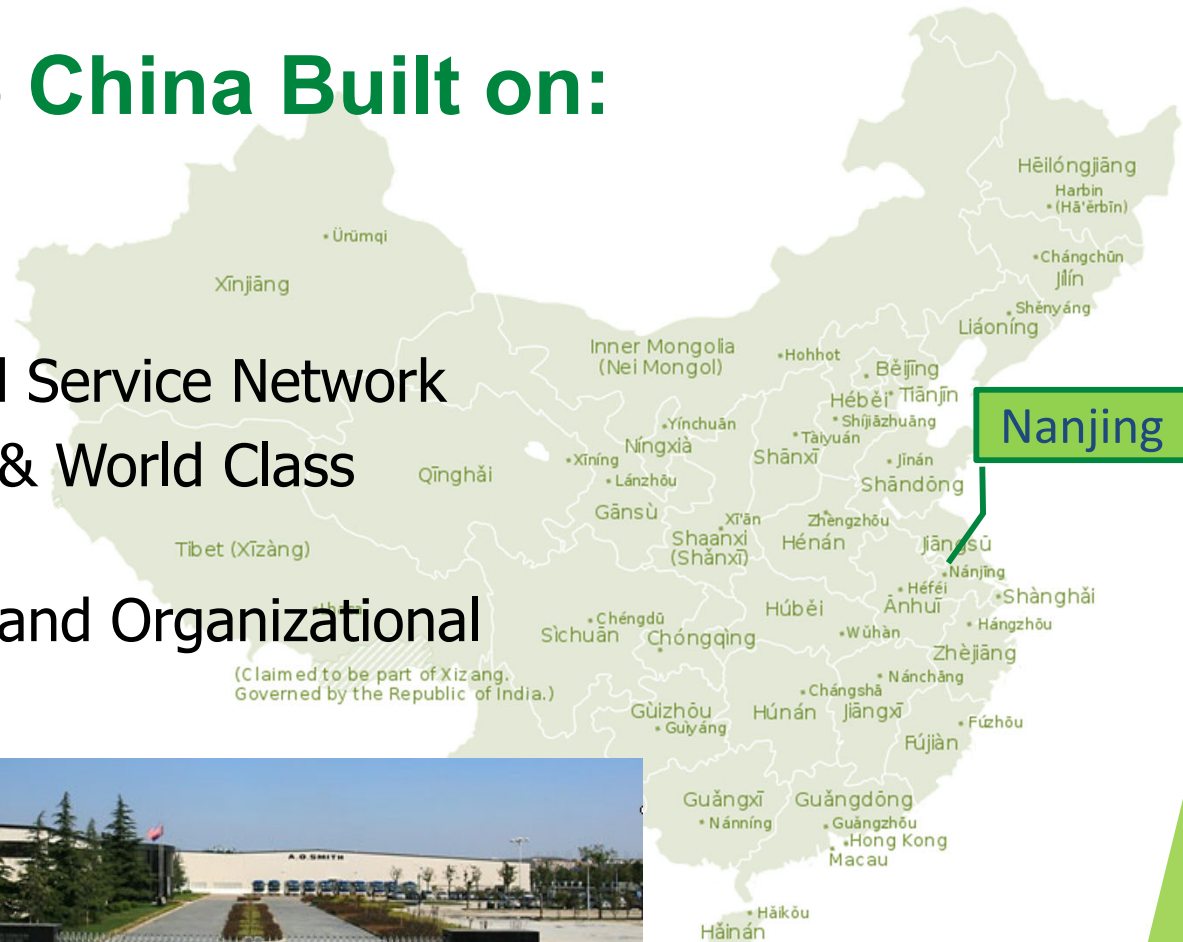 China Built on:
Hēilóngjiāng
Harbin
(Hā'ěrbīn)
Ürümqi
Chángchūn
Jílín
Xīnjiāng
Shěnyáng
Liáoníng
Inner Mongolia
(Nei Mongol)
Hohhot
Běijīng
Service Network
Héběi Tiānjīn
Nanjing
Yínchuān
Shíjiāzhuāng
Níngxià
Tàiyuán
& World Class
Qīnghǎi
Xīníng
Shānxī
Jǐnán
Lánzhōu
Shāndōng
Gānsù
Xī'ān
Zhèngzhōu
Shaanxi
(Shǎnxī)
Hénán
Jiāngsū
Tibet (Xīzàng)
Nánjīng
Héféi
Shànghǎi
and Organizational
Chéngdū
Húběi
Ānhuī
Sìchuān
Chóngqìng
Wǔhàn
Hángzhōu
Zhèjiāng
(Claimed to be part of Xizang.
Governed by the Republic of India.)
Nánchāng
Chángshā
Gùizhōu
Húnán
Jiāngxī
Guìyáng
Fúzhōu
Fújiàn
Guǎngxī
Guǎngdōng
Nánníng
Guǎngzhōu
Hong Kong
Macau
A.O.SMITH
Hǎikǒu
Hǎinán